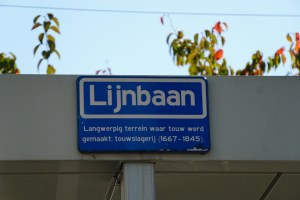 Lijnbaan
Langwerpig terrein waar touw werd
gemaakt: touwslagerij (1667-1845).